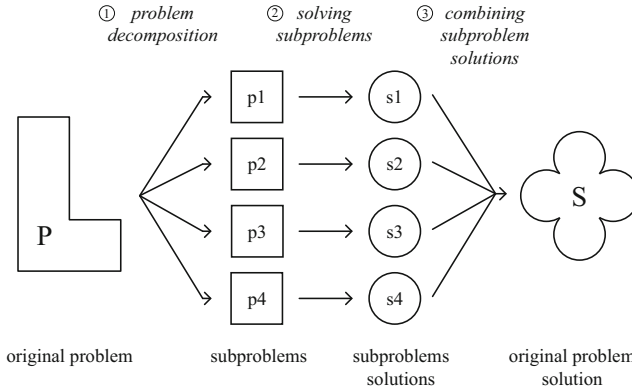 ① problem
decomposition
② solving
subproblems
③ combining
subproblem
solutions
p1
s1
p2
s2
P
S
p3
s3
p4
s4
original problem
subproblems
subproblems
solutions
original problem
solution